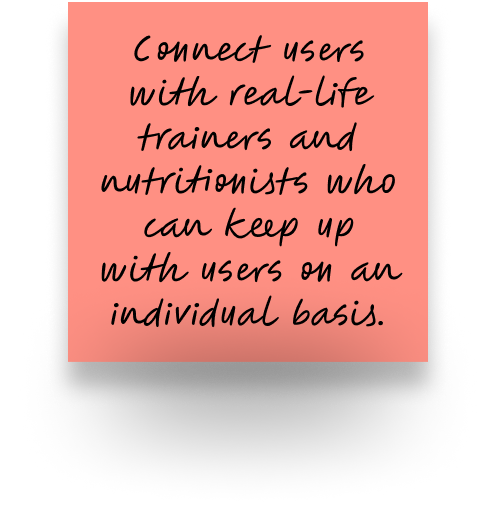 Connect users
with real-life
trainers and
nutritionists who
can keep up
with users on an
individual basis.